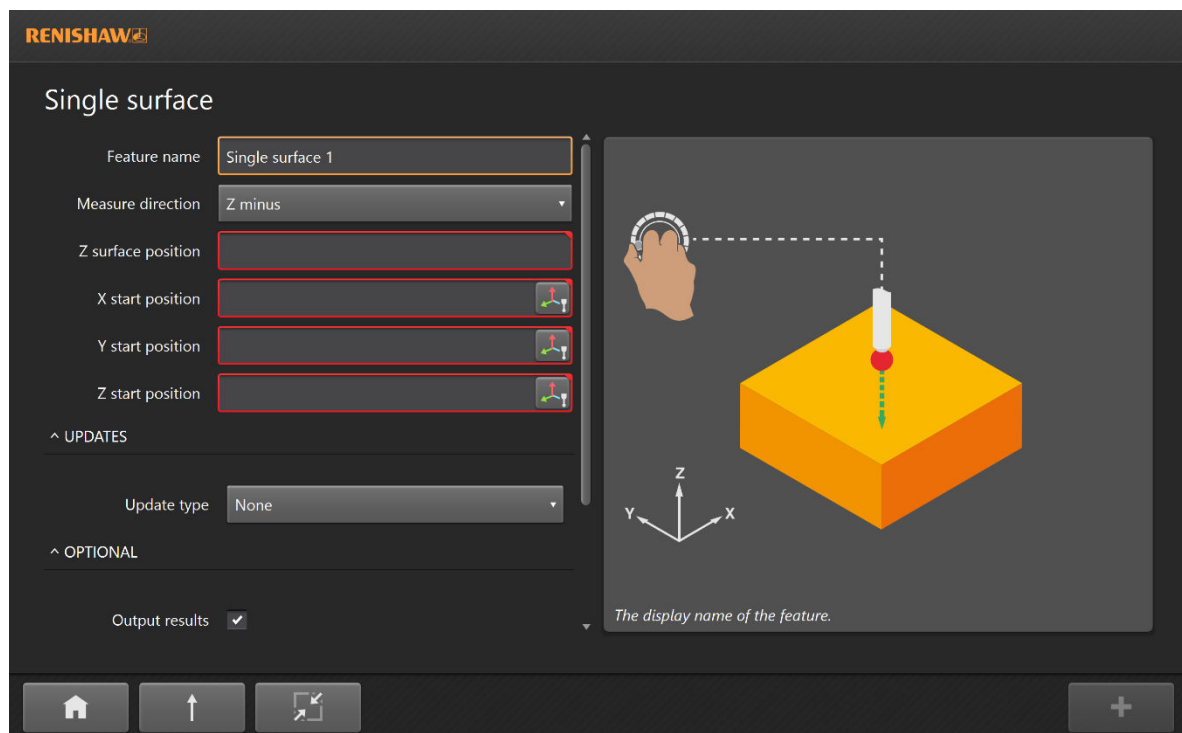 RENISHAW
Single surface
Feature name Single surface 1
Measure direction Z minus
Z surface position
X start position
Y start position
Z start position
^ UPDATES
Update type None
^ OPTIONAL
Output results
Z
Y X
The display name of the feature.